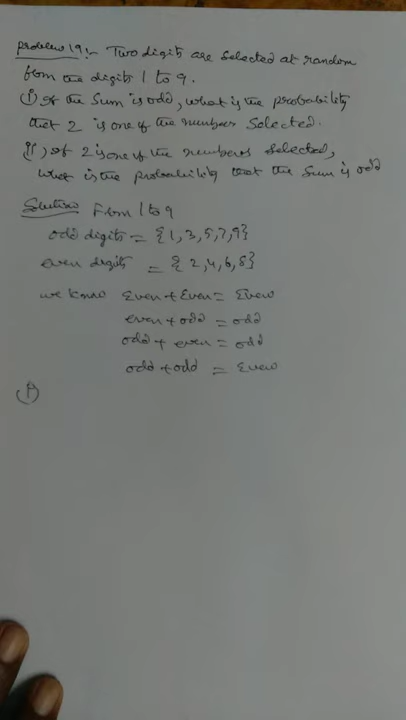 problem 19:- Two digits are selected at random
from the digits 1 to 9.
(i) If the sum is odd, what is the probability
that 2 is one of the numbers selected.
(ii) If 2 is one of the numbers selected,
what is the probability that the sum is odd
Solution From 1 to 9
odd digits = {1,3,5,7,9}
even digits = {2,4,6,8}
we know Even + Even = Even
even + odd = odd
odd + even = odd
odd + odd = Even
(i)